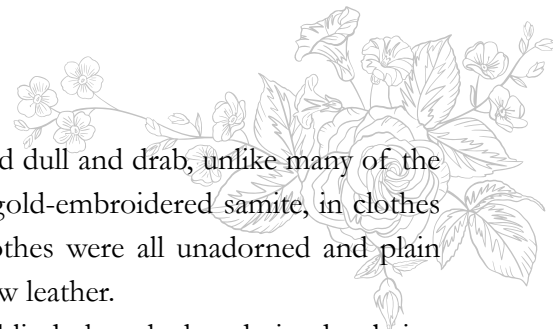 d dull and drab, unlike many of the
gold-embroidered samite, in clothes
othes were all unadorned and plain
w leather.